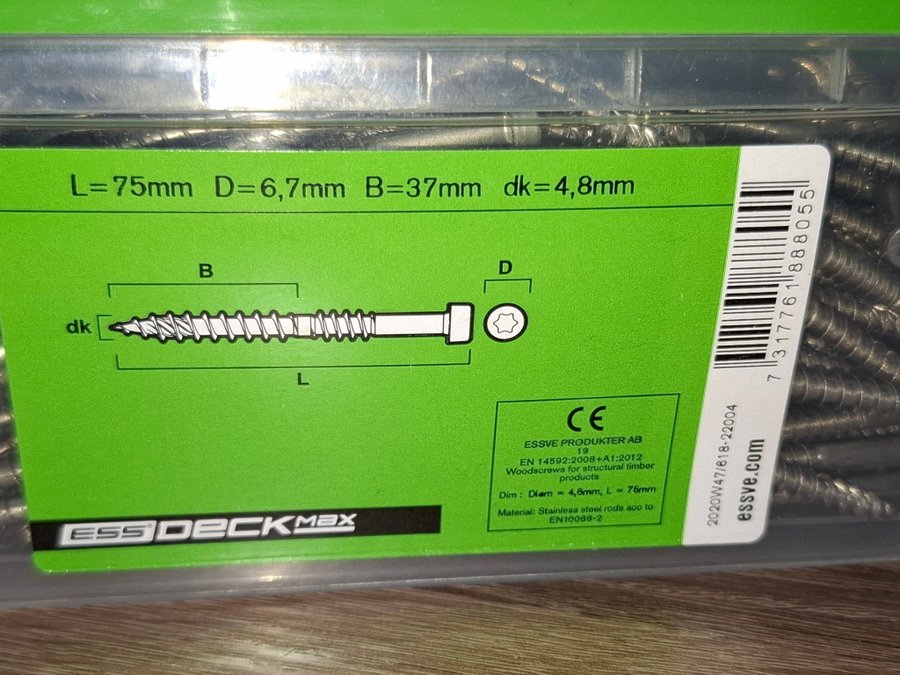 L=75mm D=6,7mm B=37mm dk=4,8mm
B
D
dk
L
7 317761 888055
CE
ESSVE PRODUKTER AB
19
EN 14592:2008+A1:2012
Woodscrews for structural timber
products
Dim : Diam = 4,8mm, L = 75mm
Material: Stainless steel rods acc to
EN10088-2
ESSDECKMAX
2020W47/618-22004
essve.com